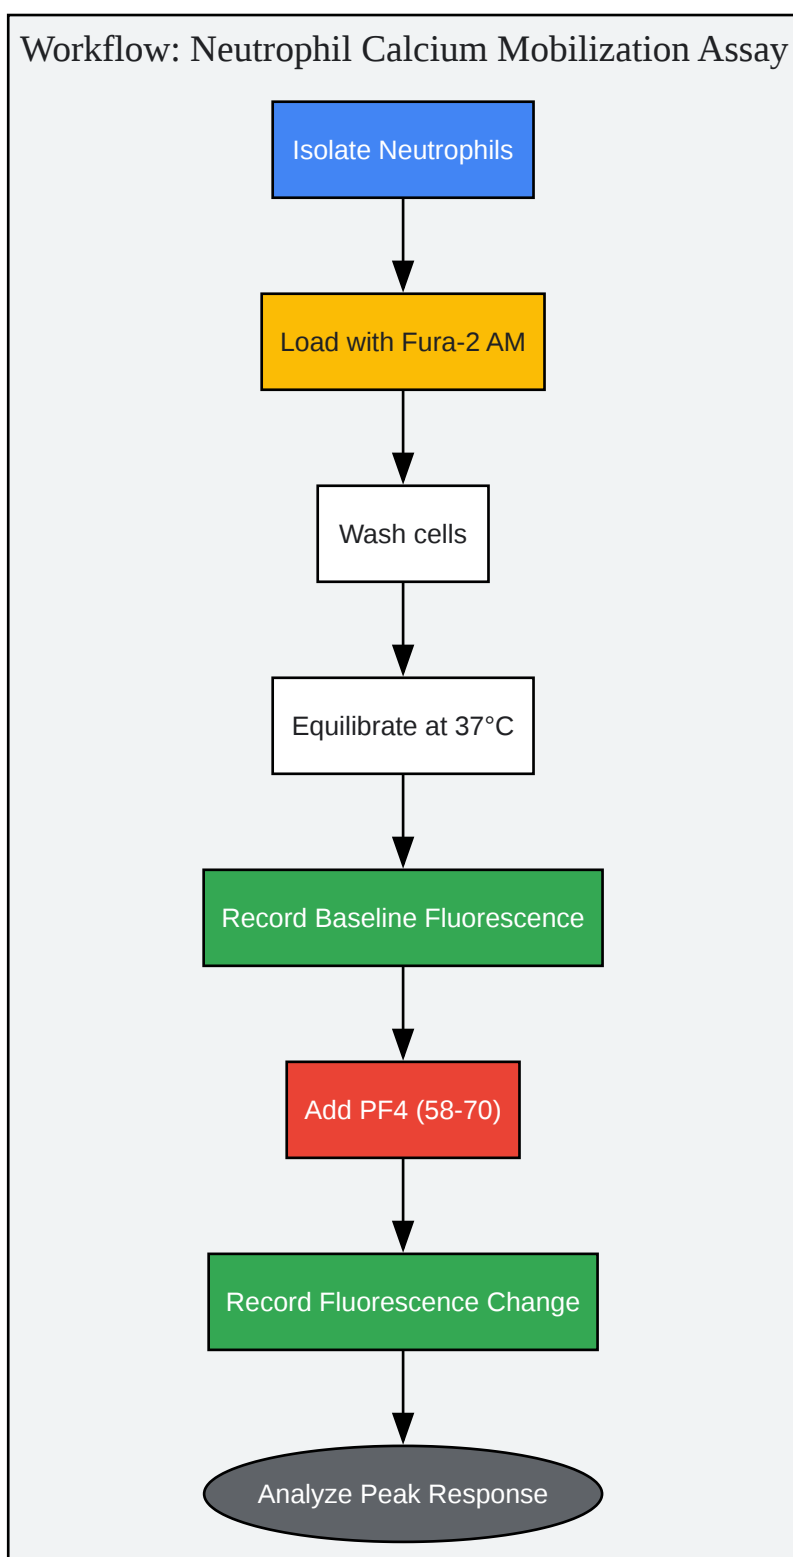 Workflow: Neutrophil Calcium Mobilization Assay
Isolate Neutrophils
Load with Fura-2 AM
Wash cells
Equilibrate at 37°C
Record Baseline Fluorescence
Add PF4 (58-70)
Record Fluorescence Change
Analyze Peak Response